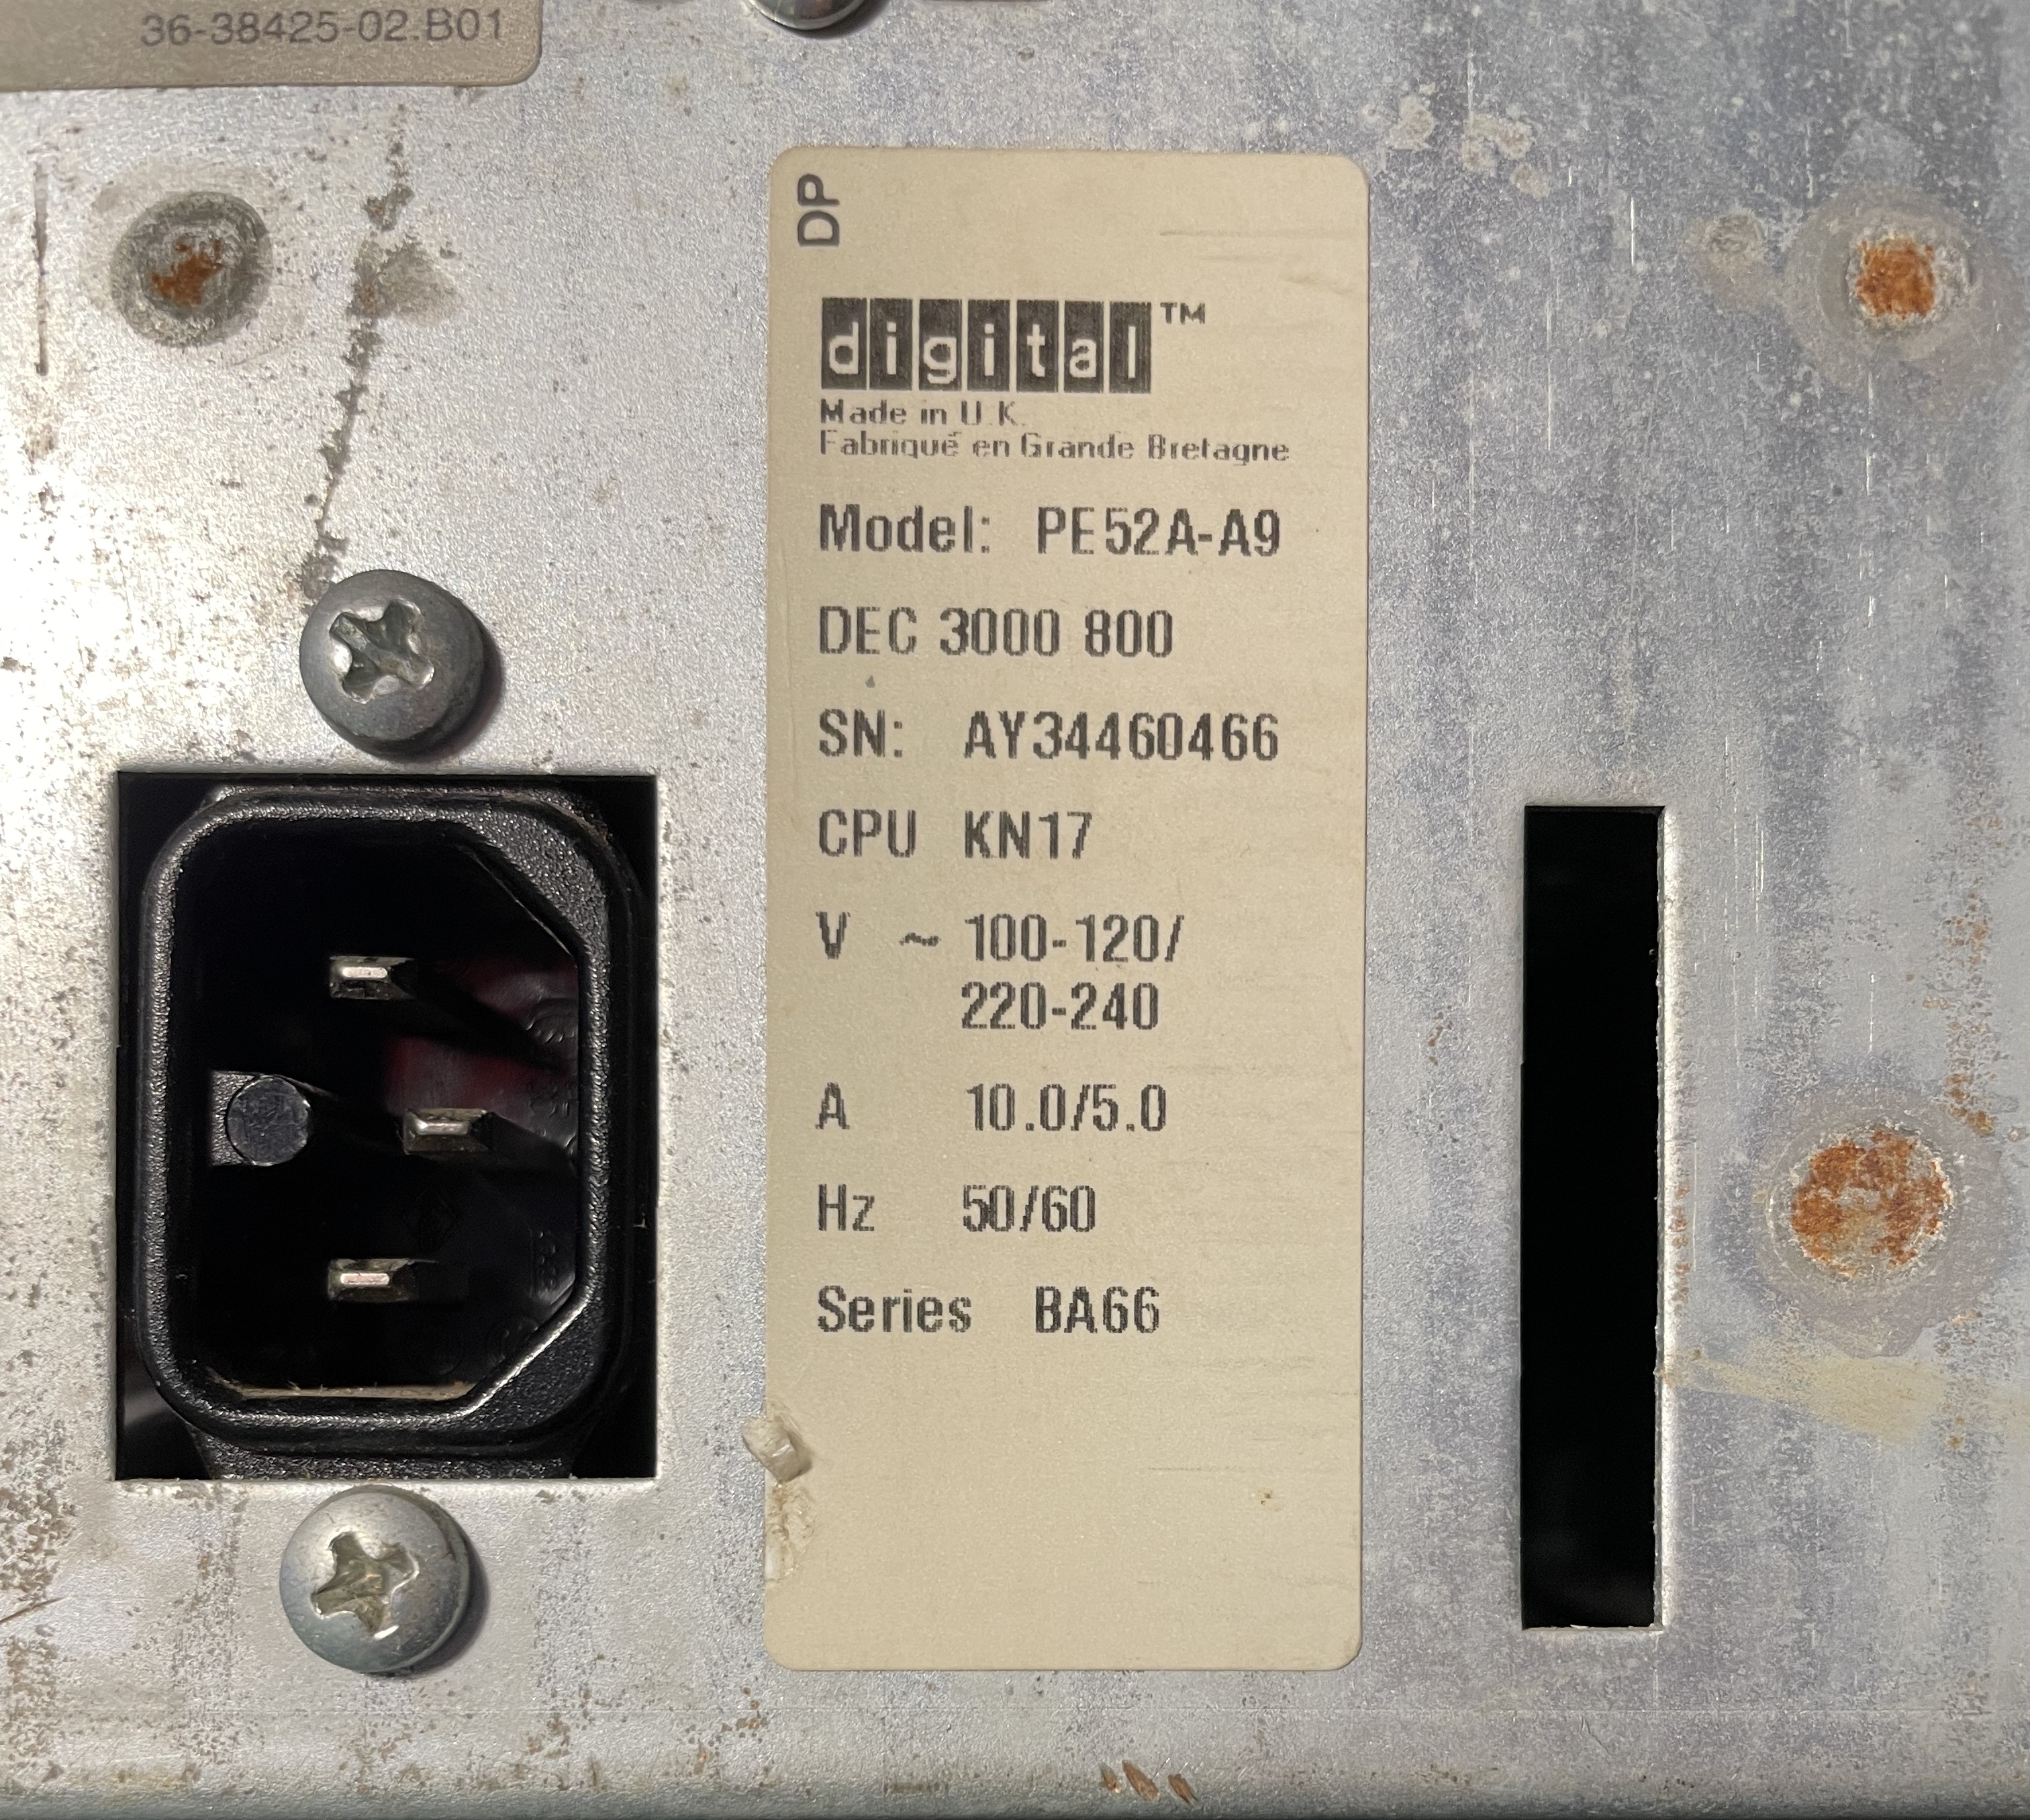 36-38425-02.B01
DP
digital™
Made in U.K.
Fabriqué en Grande Bretagne
Model: PE52A-A9
DEC 3000 800
SN: AY34460466
CPU KN17
V ~ 100-120/
220-240
A 10.0/5.0
Hz 50/60
Series BA66